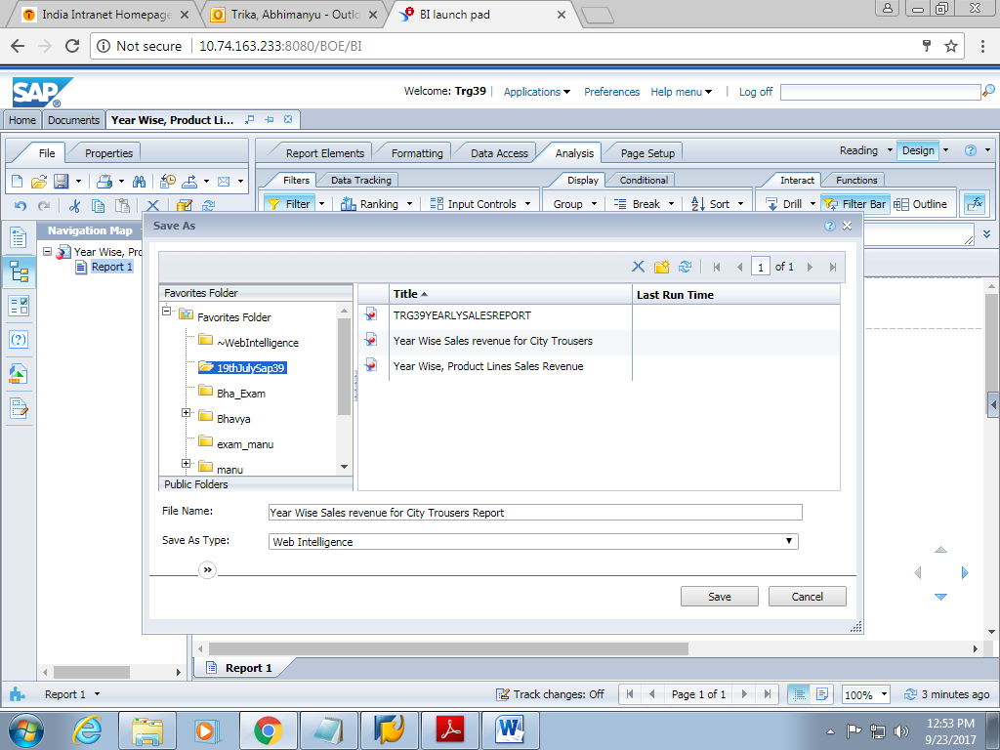 India Intranet Homepage
Trika, Abhimanyu - Outlo
BI launch pad
Not secure
10.74.163.233:8080/BOE/BI
SAP
Welcome: Trg39
Applications
Preferences
Help menu
Log off
Home
Documents
Year Wise, Product Li...
File
Properties
Report Elements
Formatting
Data Access
Analysis
Page Setup
Reading
Design
Filters
Data Tracking
Display
Conditional
Interact
Functions
Filter
Ranking
Input Controls
Group
Break
Sort
Drill
Filter Bar
Outline
Navigation Map
Year Wise, Pro
Report 1
Save As
1 of 1
Favorites Folder
Title
Last Run Time
Favorites Folder
~WebIntelligence
19thJulySap39
Bha_Exam
Bhavya
exam_manu
manu
Public Folders
TRG39YEARLYSALESREPORT
Year Wise Sales revenue for City Trousers
Year Wise, Product Lines Sales Revenue
File Name:
Year Wise Sales revenue for City Trousers Report
Save As Type:
Web Intelligence
Save
Cancel
Report 1
Report 1
Track changes: Off
Page 1 of 1
100%
3 minutes ago
12:53 PM
9/23/2017